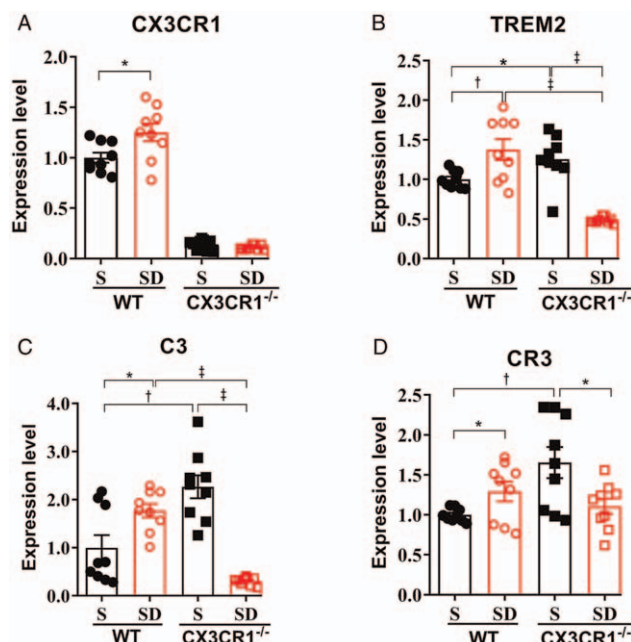 A
CX3CR1
Expression level
2.0
1.5
1.0
0.5
0.0
*
S SD S SD
WT CX3CR1-/-
B
TREM2
Expression level
2.5
2.0
1.5
1.0
0.5
0.0
* ‡
† ‡
S SD S SD
WT CX3CR1-/-
C
C3
Expression level
4.0
3.0
2.0
1.0
0.0
* ‡
† ‡
S SD S SD
WT CX3CR1-/-
D
CR3
Expression level
2.5
2.0
1.5
1.0
0.5
0.0
† *
*
S SD S SD
WT CX3CR1-/-